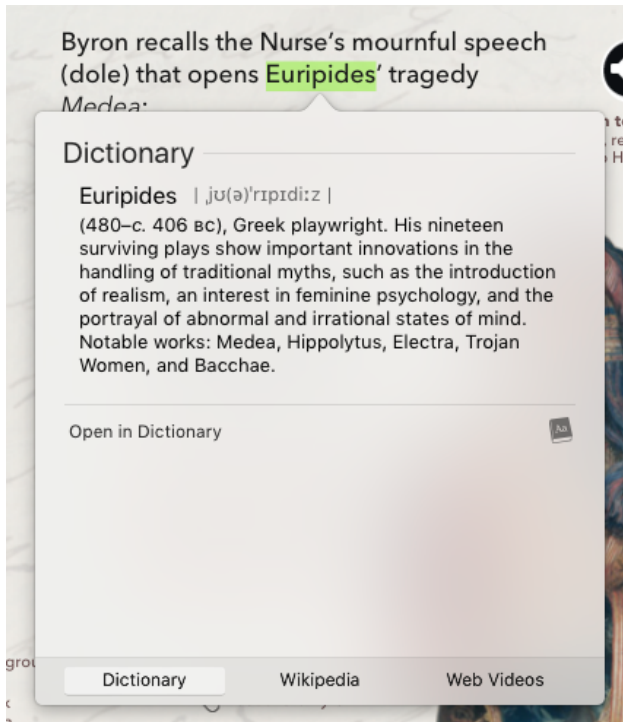 Byron recalls the Nurse’s mournful speech
(dole) that opens Euripides’ tragedy
Medea:
Dictionary
Euripides | ˌjʊ(ə)ˈrɪpɪdiːz |
(480–c. 406 BC), Greek playwright. His nineteen
surviving plays show important innovations in the
handling of traditional myths, such as the introduction
of realism, an interest in feminine psychology, and the
portrayal of abnormal and irrational states of mind.
Notable works: Medea, Hippolytus, Electra, Trojan
Women, and Bacchae.
Open in Dictionary
Aa
Dictionary Wikipedia Web Videos